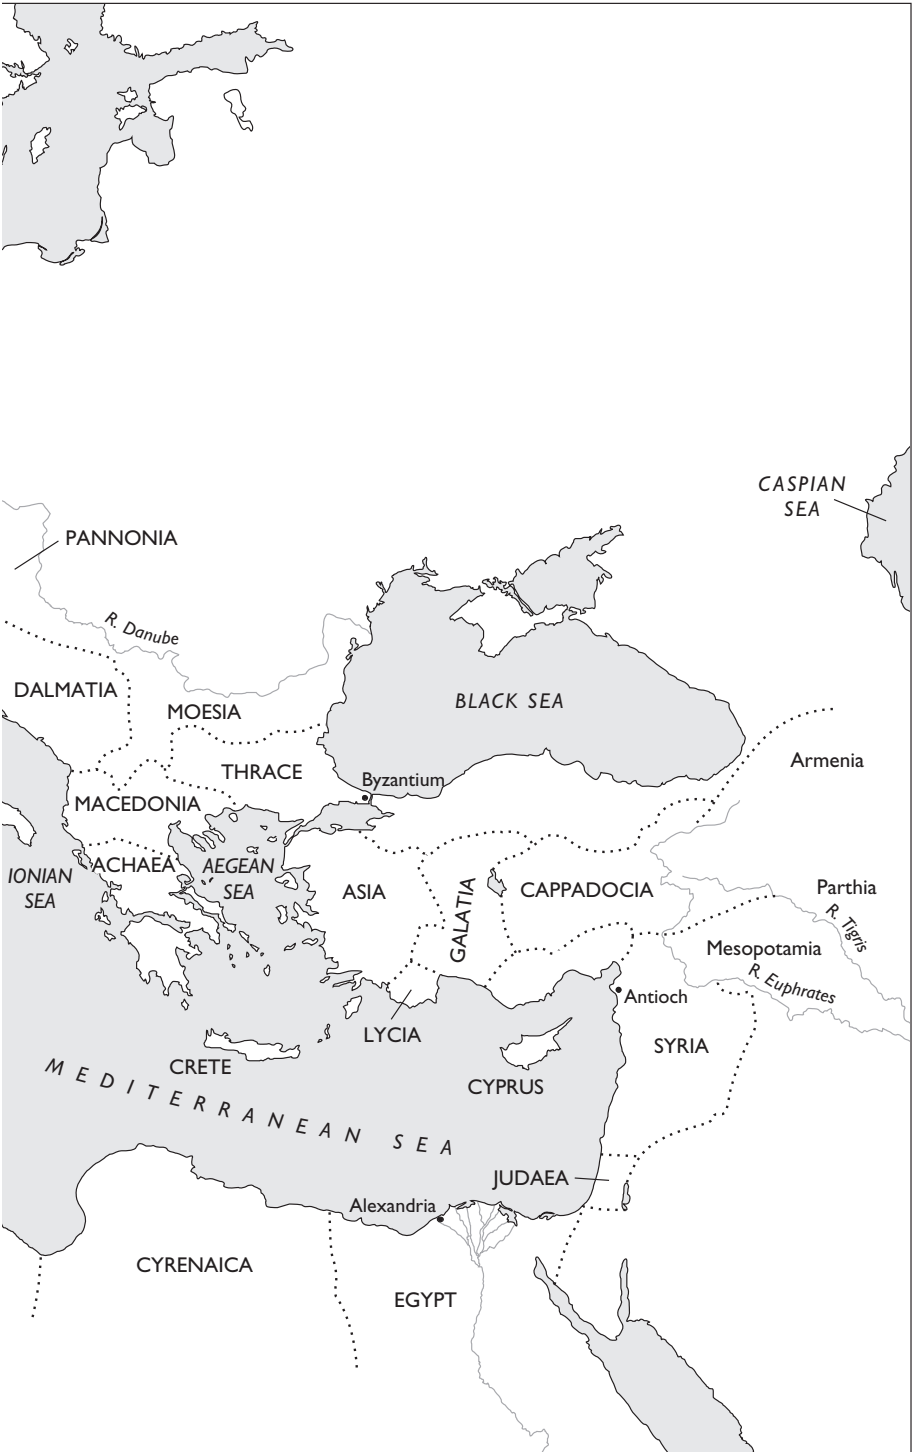 CASPIAN
SEA
PANNONIA
R. Danube
DALMATIA
MOESIA
BLACK SEA
Armenia
THRACE
Byzantium
MACEDONIA
ACHAEA
IONIAN
SEA
AEGEAN
SEA
ASIA
GALATIA
CAPPADOCIA
Parthia
R. Tigris
Mesopotamia
R. Euphrates
Antioch
LYCIA
SYRIA
CRETE
CYPRUS
MEDITERRANEAN SEA
JUDAEA
Alexandria
CYRENAICA
EGYPT